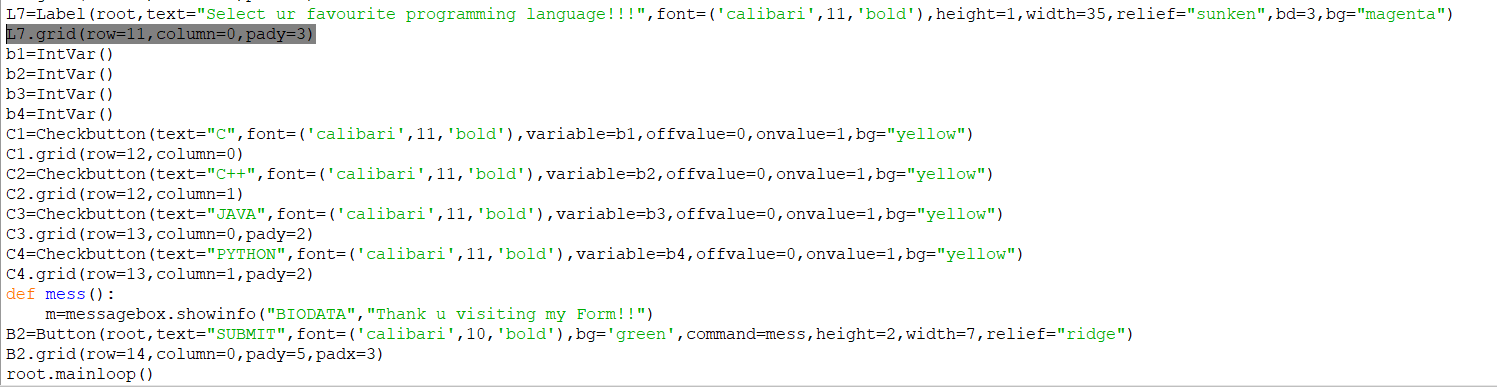 L7=Label(root,text="Select ur favourite programming language!!!",font=('calibari',11,'bold'),height=1,width=35,relief="sunken",bd=3,bg="magenta")
L7.grid(row=11,column=0,pady=3)
b1=IntVar()
b2=IntVar()
b3=IntVar()
b4=IntVar()
C1=Checkbutton(text="C",font=('calibari',11,'bold'),variable=b1,offvalue=0,onvalue=1,bg="yellow")
C1.grid(row=12,column=0)
C2=Checkbutton(text="C++",font=('calibari',11,'bold'),variable=b2,offvalue=0,onvalue=1,bg="yellow")
C2.grid(row=12,column=1)
C3=Checkbutton(text="JAVA",font=('calibari',11,'bold'),variable=b3,offvalue=0,onvalue=1,bg="yellow")
C3.grid(row=13,column=0,pady=2)
C4=Checkbutton(text="PYTHON",font=('calibari',11,'bold'),variable=b4,offvalue=0,onvalue=1,bg="yellow")
C4.grid(row=13,column=1,pady=2)
def mess():
    m=messagebox.showinfo("BIODATA","Thank u visiting my Form!!")
B2=Button(root,text="SUBMIT",font=('calibari',10,'bold'),bg='green',command=mess,height=2,width=7,relief="ridge")
B2.grid(row=14,column=0,pady=5,padx=3)
root.mainloop()